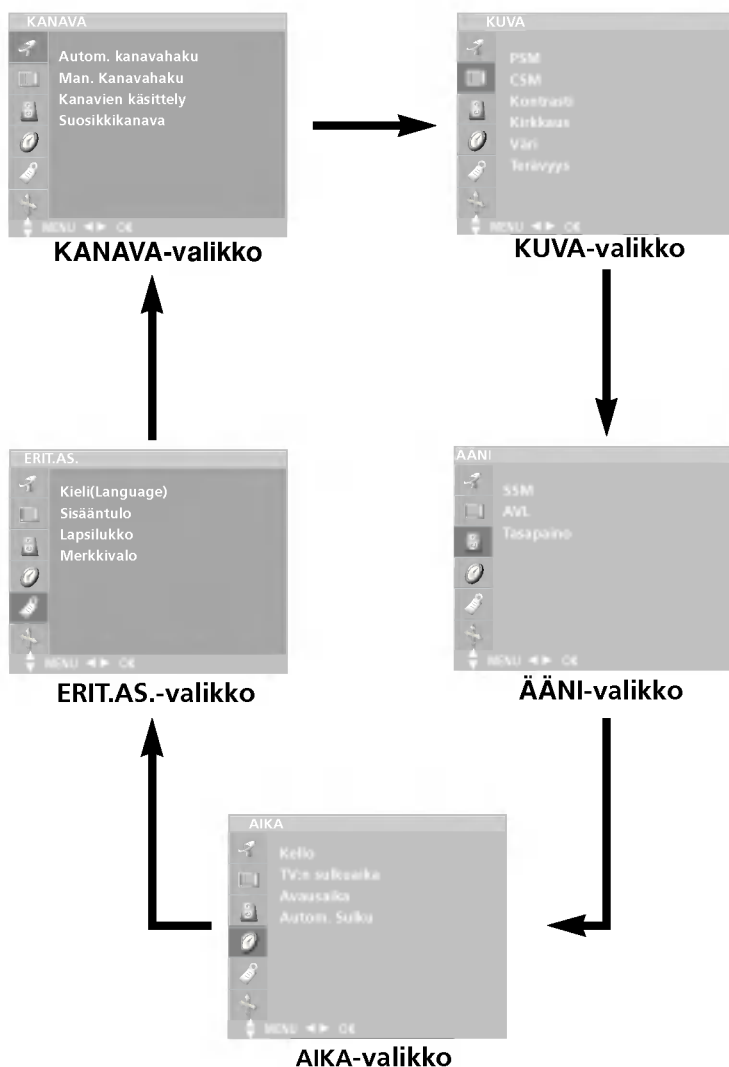 KANAVA
Autom. kanavahaku
Man. Kanavahaku
Kanavien käsittely
Suosikkikanava
MENU OK
KANAVA-valikko
KUVA
PSM
CSM
Kontrasti
Kirkkaus
Väri
Terävyys
MENU OK
KUVA-valikko
ÄÄNI
SSM
AVL
Tasapaino
MENU OK
ÄÄNI-valikko
AIKA
Kello
TV:n sulkuaika
Avausaika
Autom. Sulku
MENU OK
AIKA-valikko
ERIT.AS.
Kieli(Language)
Sisääntulo
Lapsilukko
Merkkivalo
MENU OK
ERIT.AS.-valikko